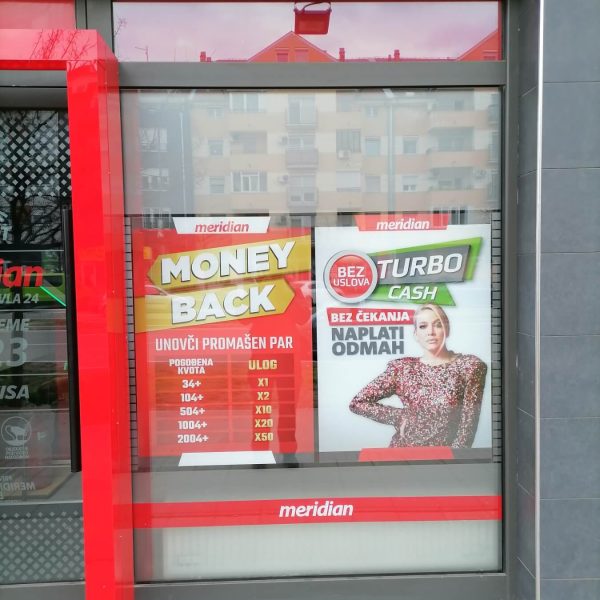 meridian
MONEY
BACK
UNOVČI PROMAŠEN PAR
POGOĐENA
KVOTA
ULOG
34+ X1
104+ X2
504+ X10
1004+ X20
2004+ X50
meridian
BEZ
USLOVA
TURBO
CASH
BEZ ČEKANJA
NAPLATI
ODMAH
meridian